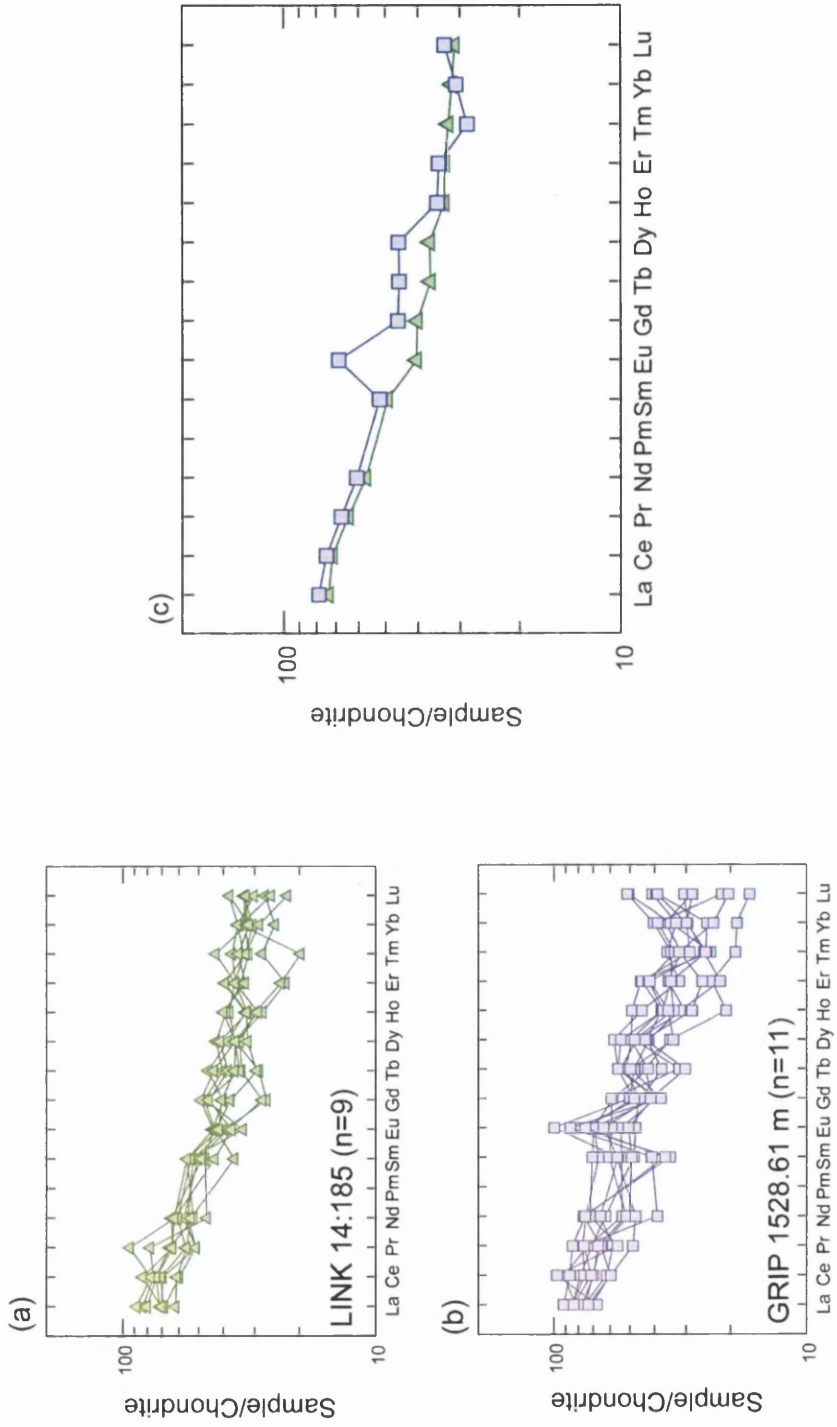 (a)
100
10
Sample/Chondrite
LINK 14:185 (n=9)
La Ce Pr Nd Pm Sm Eu Gd Tb Dy Ho Er Tm Yb Lu
(b)
100
10
Sample/Chondrite
GRIP 1528.61 m (n=11)
La Ce Pr Nd Pm Sm Eu Gd Tb Dy Ho Er Tm Yb Lu
(c)
100
10
Sample/Chondrite
La Ce Pr Nd Pm Sm Eu Gd Tb Dy Ho Er Tm Yb Lu